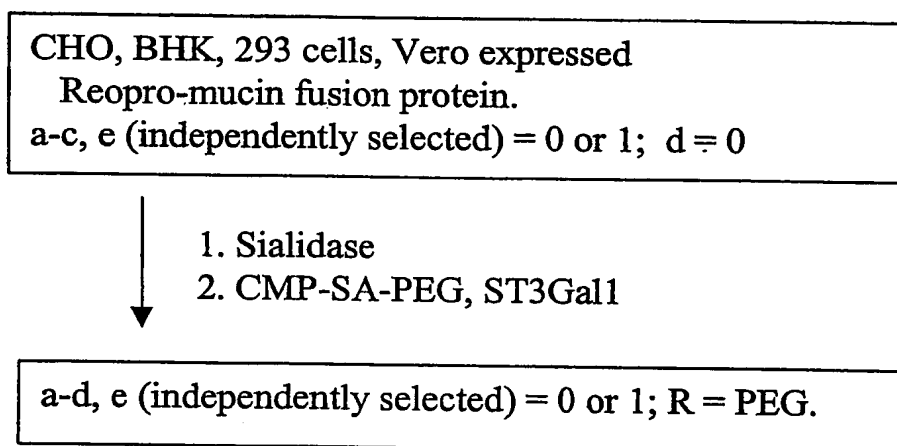 CHO, BHK, 293 cells, Vero expressed
Reopro-mucin fusion protein.
a-c, e (independently selected) = 0 or 1; d = 0
1. Sialidase
2. CMP-SA-PEG, ST3Gal1
a-d, e (independently selected) = 0 or 1; R = PEG.